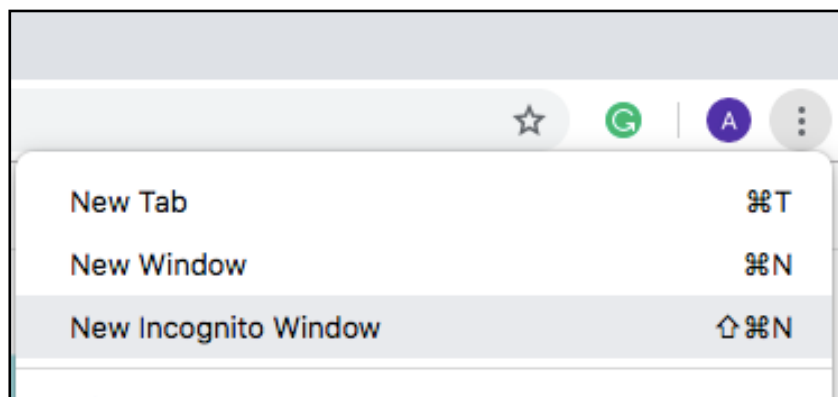 A
New Tab ⌘T
New Window ⌘N
New Incognito Window ⇧⌘N